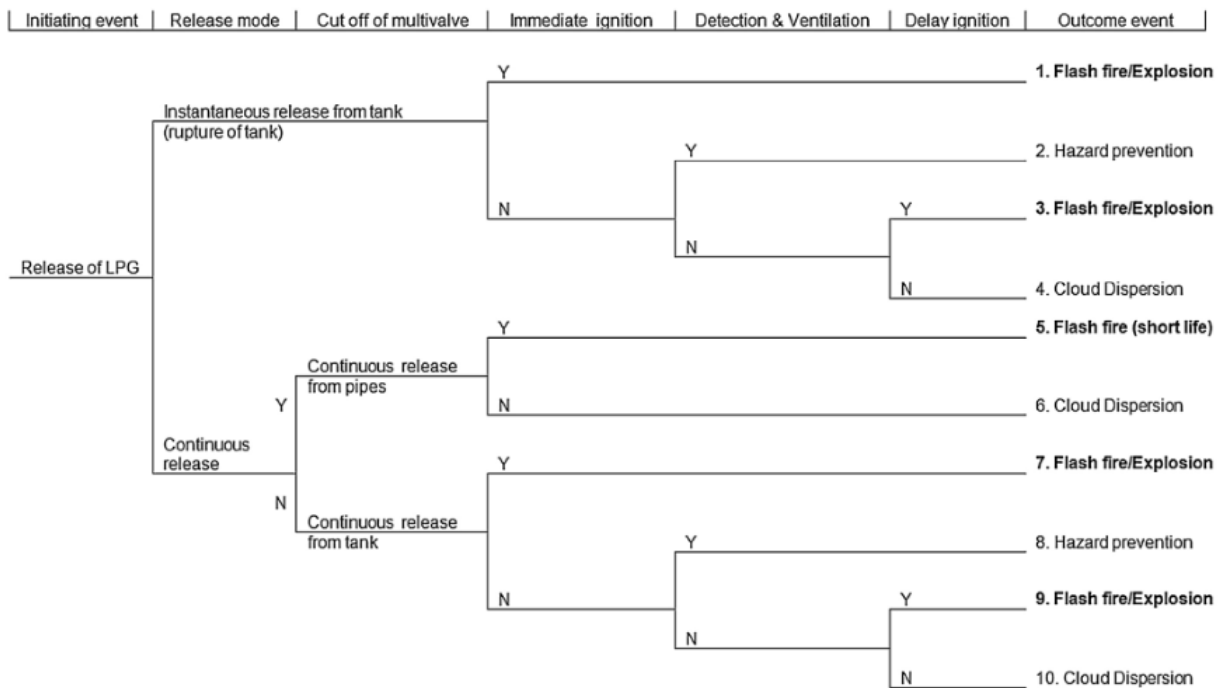 Initiating event | Release mode | Cut off of multivalve | Immediate ignition | Detection & Ventilation | Delay ignition | Outcome event
Y
1. Flash fire/Explosion
Instantaneous release from tank
(rupture of tank)
Y
2. Hazard prevention
N
Y
3. Flash fire/Explosion
N
Release of LPG
N
4. Cloud Dispersion
Y
5. Flash fire (short life)
Continuous release
from pipes
Y
N
6. Cloud Dispersion
Continuous
release
Y
7. Flash fire/Explosion
N
Continuous release
from tank
Y
8. Hazard prevention
N
Y
9. Flash fire/Explosion
N
N
10. Cloud Dispersion